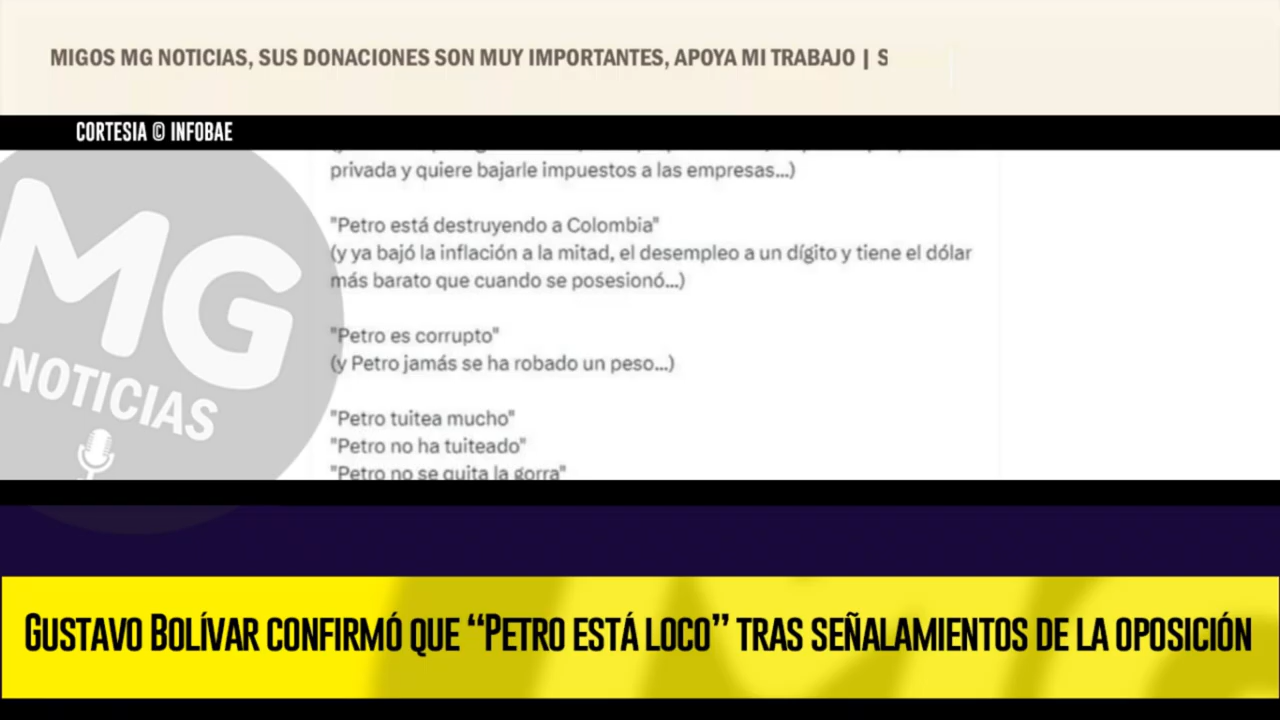 MIGOS MG NOTICIAS, SUS DONACIONES SON MUY IMPORTANTES, APOYA MI TRABAJO | S
CORTESIA © INFOBAE
privada y quiere bajarle impuestos a las empresas...)
"Petro está destruyendo a Colombia"
(y ya bajó la inflación a la mitad, el desempleo a un dígito y tiene el dólar
más barato que cuando se posesionó...)
"Petro es corrupto"
(y Petro jamás se ha robado un peso...)
"Petro tuitea mucho"
"Petro no ha tuiteado"
"Petro no se quita la gorra"
MG
NOTICIAS
GUSTAVO BOLÍVAR CONFIRMÓ QUE “PETRO ESTÁ LOCO” TRAS SEÑALAMIENTOS DE LA OPOSICIÓN